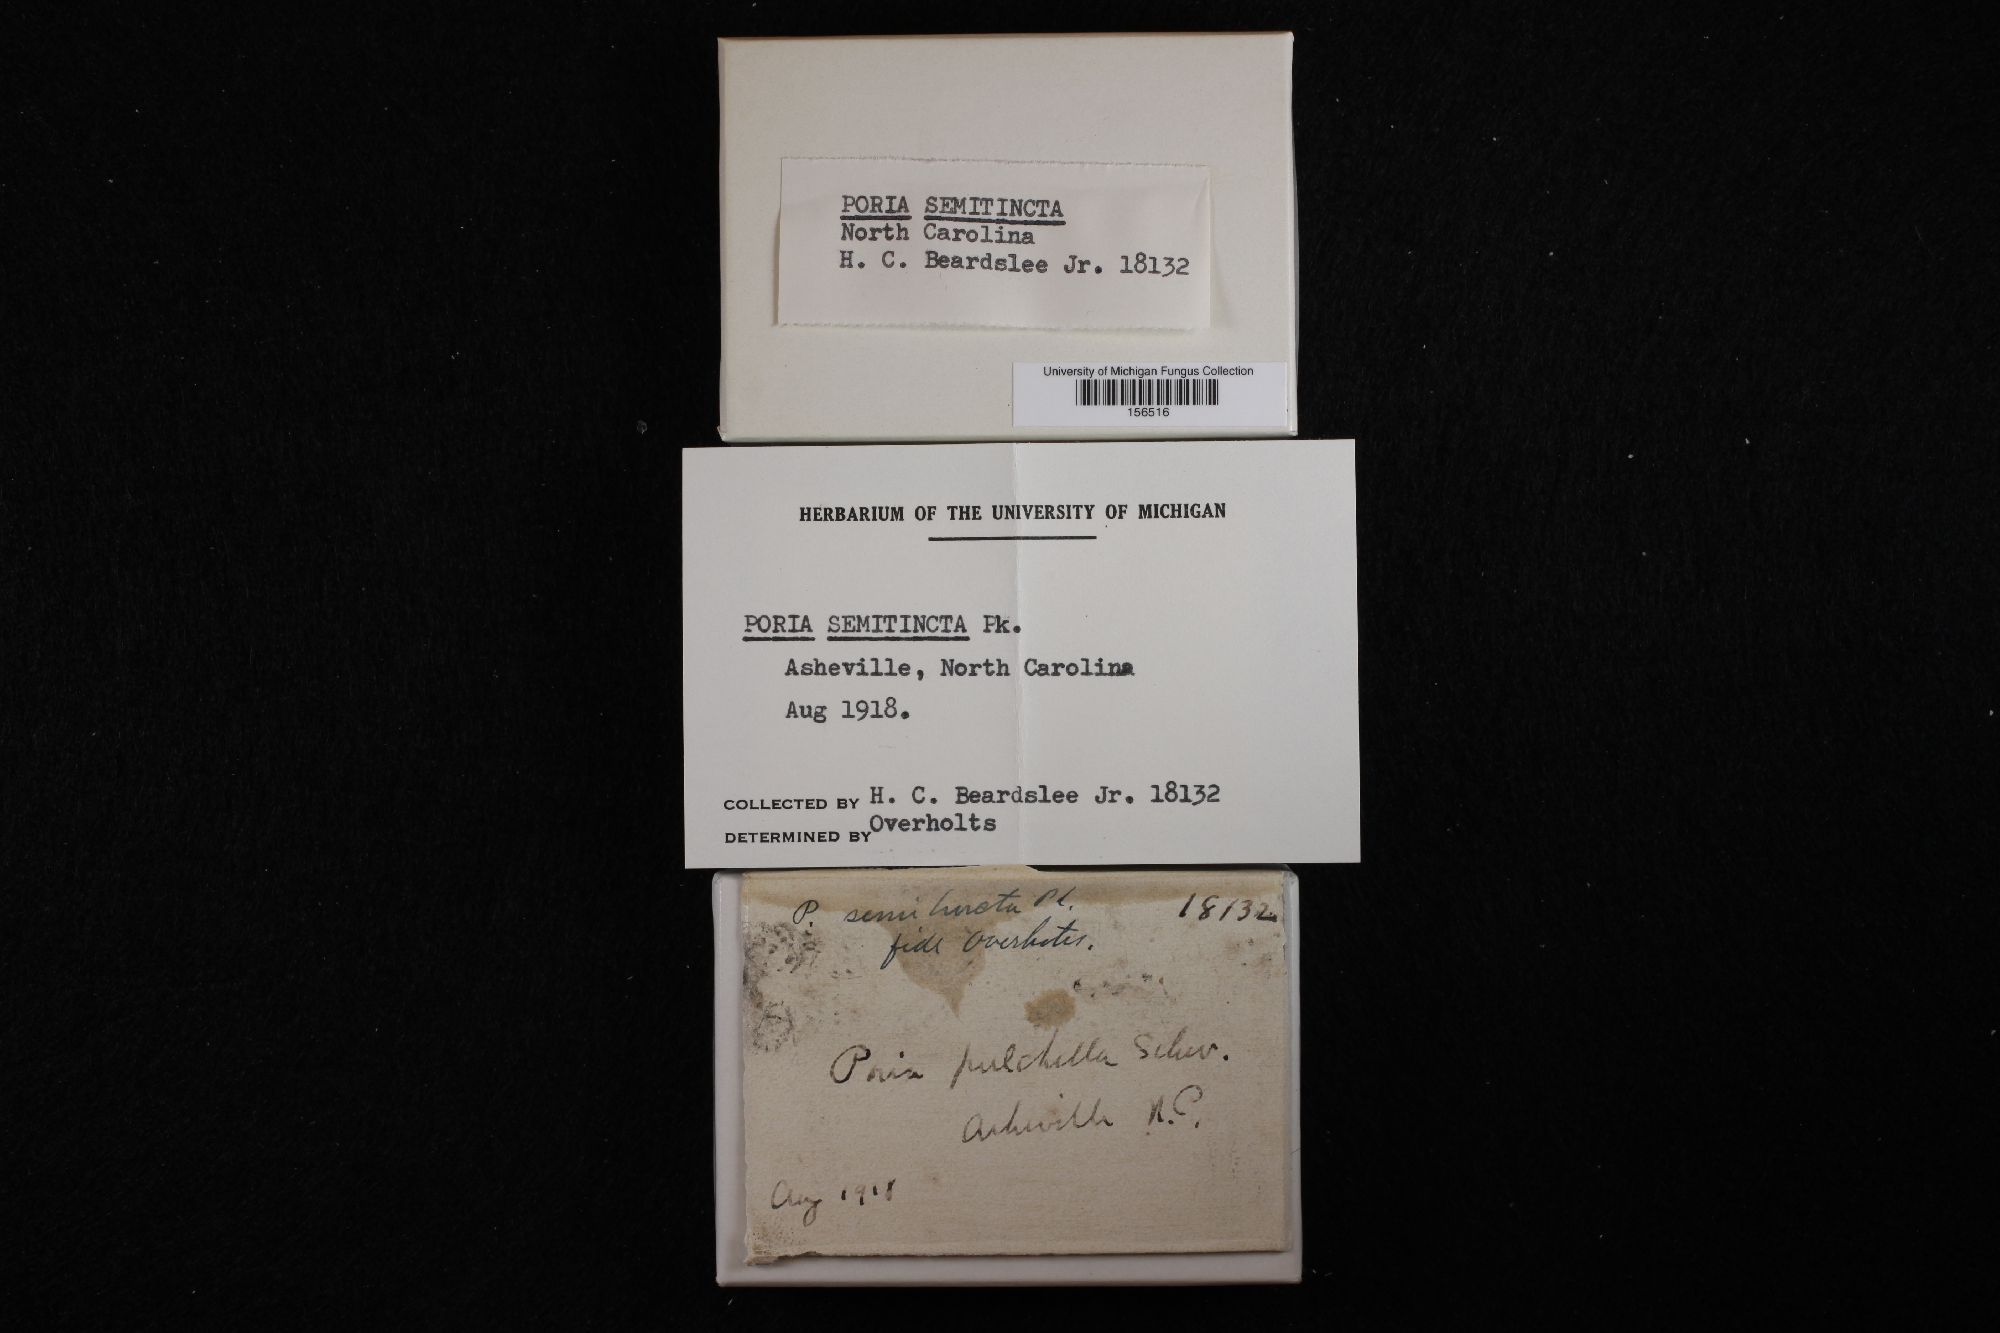 PORIA SEMITINCTA
North Carolina
H. C. Beardslee Jr. 18132
University of Michigan Fungus Collection
156516
HERBARIUM OF THE UNIVERSITY OF MICHIGAN
PORIA SEMITINCTA Pk.
Asheville, North Carolina
Aug 1918.
COLLECTED BY H. C. Beardslee Jr. 18132
DETERMINED BY Overholts
P. semitincta Pk. 18132
fide Overholts.
Poria pulchella Schw.
Asheville N.C.
Aug 1918